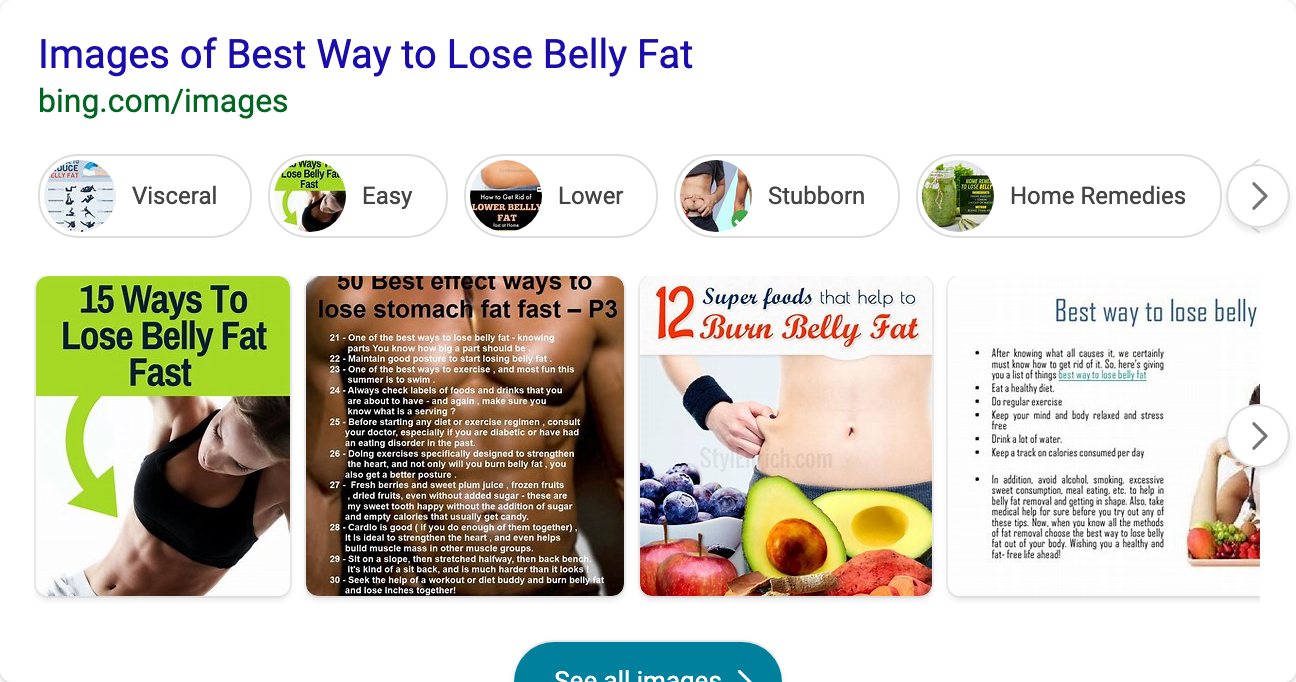 Images of Best Way to Lose Belly Fat
bing.com/images
Visceral
Easy
Lower
Stubborn
Home Remedies
15 Ways To
Lose Belly Fat
Fast
How to Get Rid of
LOWER BELLY
FAT
fast at Home
15 Ways To
Lose Belly Fat
Fast
50 Best effect ways to
lose stomach fat fast – P3
21 - One of the best ways to lose belly fat - knowing
parts You know how big a part should be .
22 - Maintain good posture to start losing belly fat .
23 - One of the best ways to exercise , and most fun this
summer is to swim .
24 - Always check labels of foods and drinks that you
are about to have - and again , make sure you
know what is a serving ?
25 - Before starting any diet or exercise regimen , consult
your doctor, especially if you are diabetic or have had
an eating disorder in the past.
26 - Doing exercises specifically designed to strengthen
the heart, and not only will you burn belly fat , you
also get a better posture .
27 - Fresh berries and sweet plum juice , frozen fruits
, dried fruits, even without added sugar - these are
my sweet tooth happy without the addition of sugar
and empty calories that usually get candy.
28 - Cardio is good ( if you do enough of them together) ,
It is ideal to strengthen the heart , and even helps
build muscle mass in other muscle groups.
29 - Sit on a slope, then stretched halfway, then back bench.
It's kind of a sit back, and is much harder than it looks !
30 - Seek the help of a workout or diet buddy and burn belly fat
and lose inches together!
12 Super foods that help to
Burn Belly Fat
StyleNrich.com
Best way to lose belly
• After knowing what all causes it, we certainly
must know how to get rid of it. So, here's giving
you a list of things best way to lose belly fat
• Eat a healthy diet.
• Do regular exercise
• Keep your mind and body relaxed and stress
free
• Drink a lot of water.
• Keep a track on calories consumed per day
• In addition, avoid alcohol, smoking, excessive
sweet consumption, meal eating, etc. to help in
belly fat removal and getting in shape. Also, take
medical help for sure before you try out any of
these tips. Now, when you know all the methods
of fat removal choose the best way to lose belly
fat out of your body. Wishing you a healthy and
fat- free life ahead!
See all images